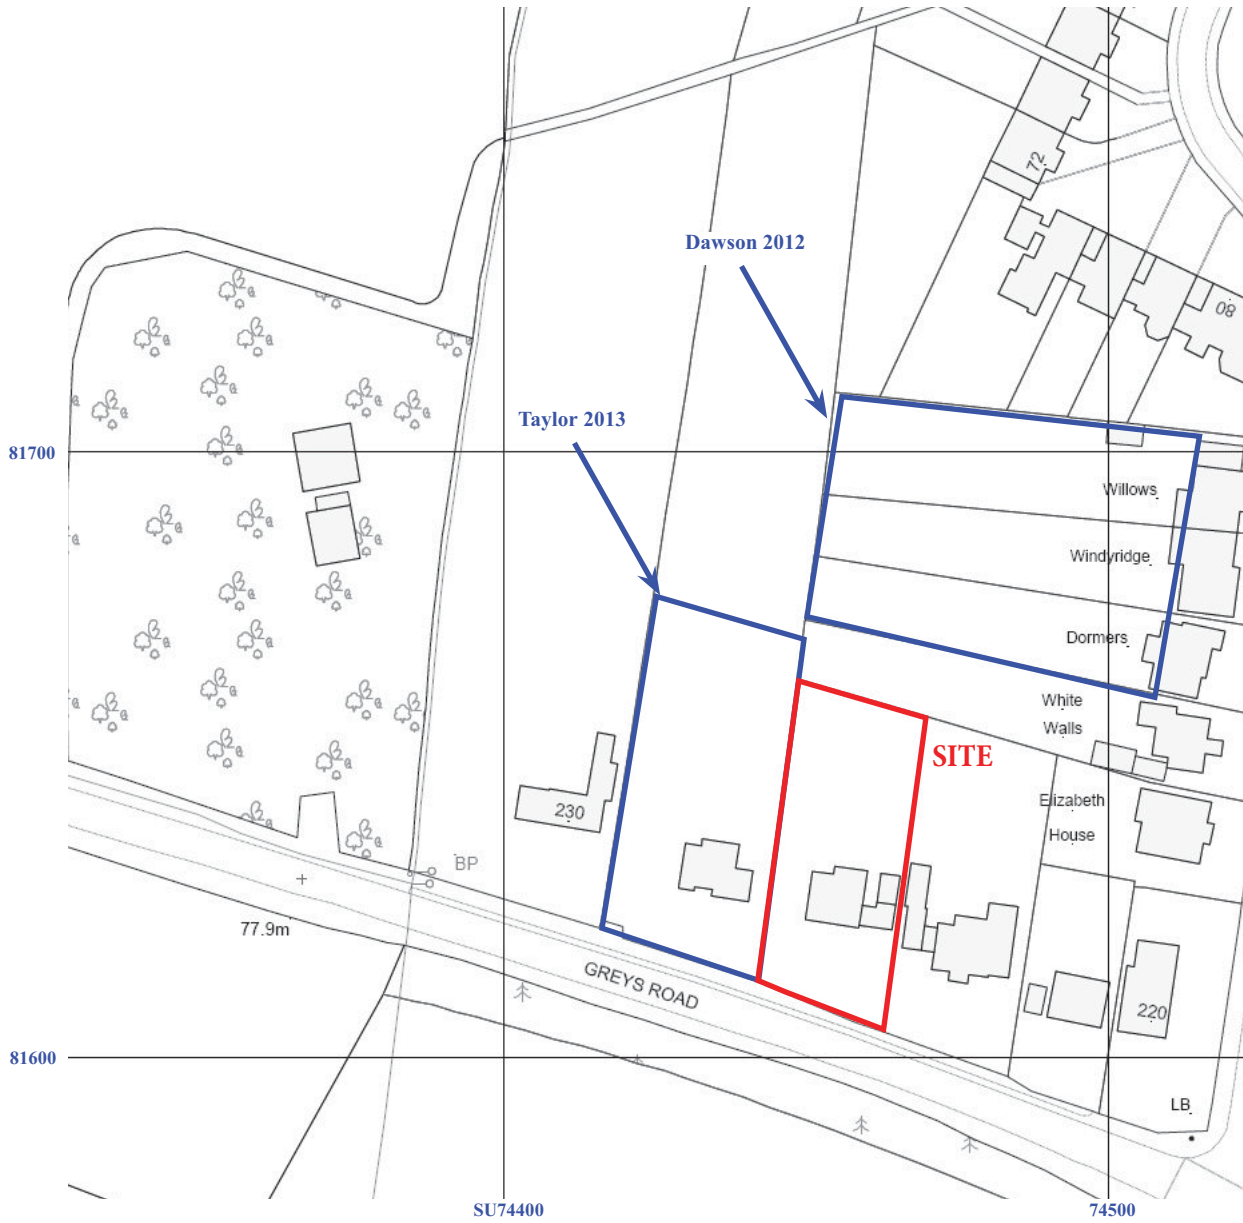 72
80
Dawson 2012
Taylor 2013
81700
Willows
Windyridge
Dormers
White
Walls
SITE
Elizabeth
House
230
BP
77.9m
GREYS ROAD
220
81600
LB
SU74400
74500